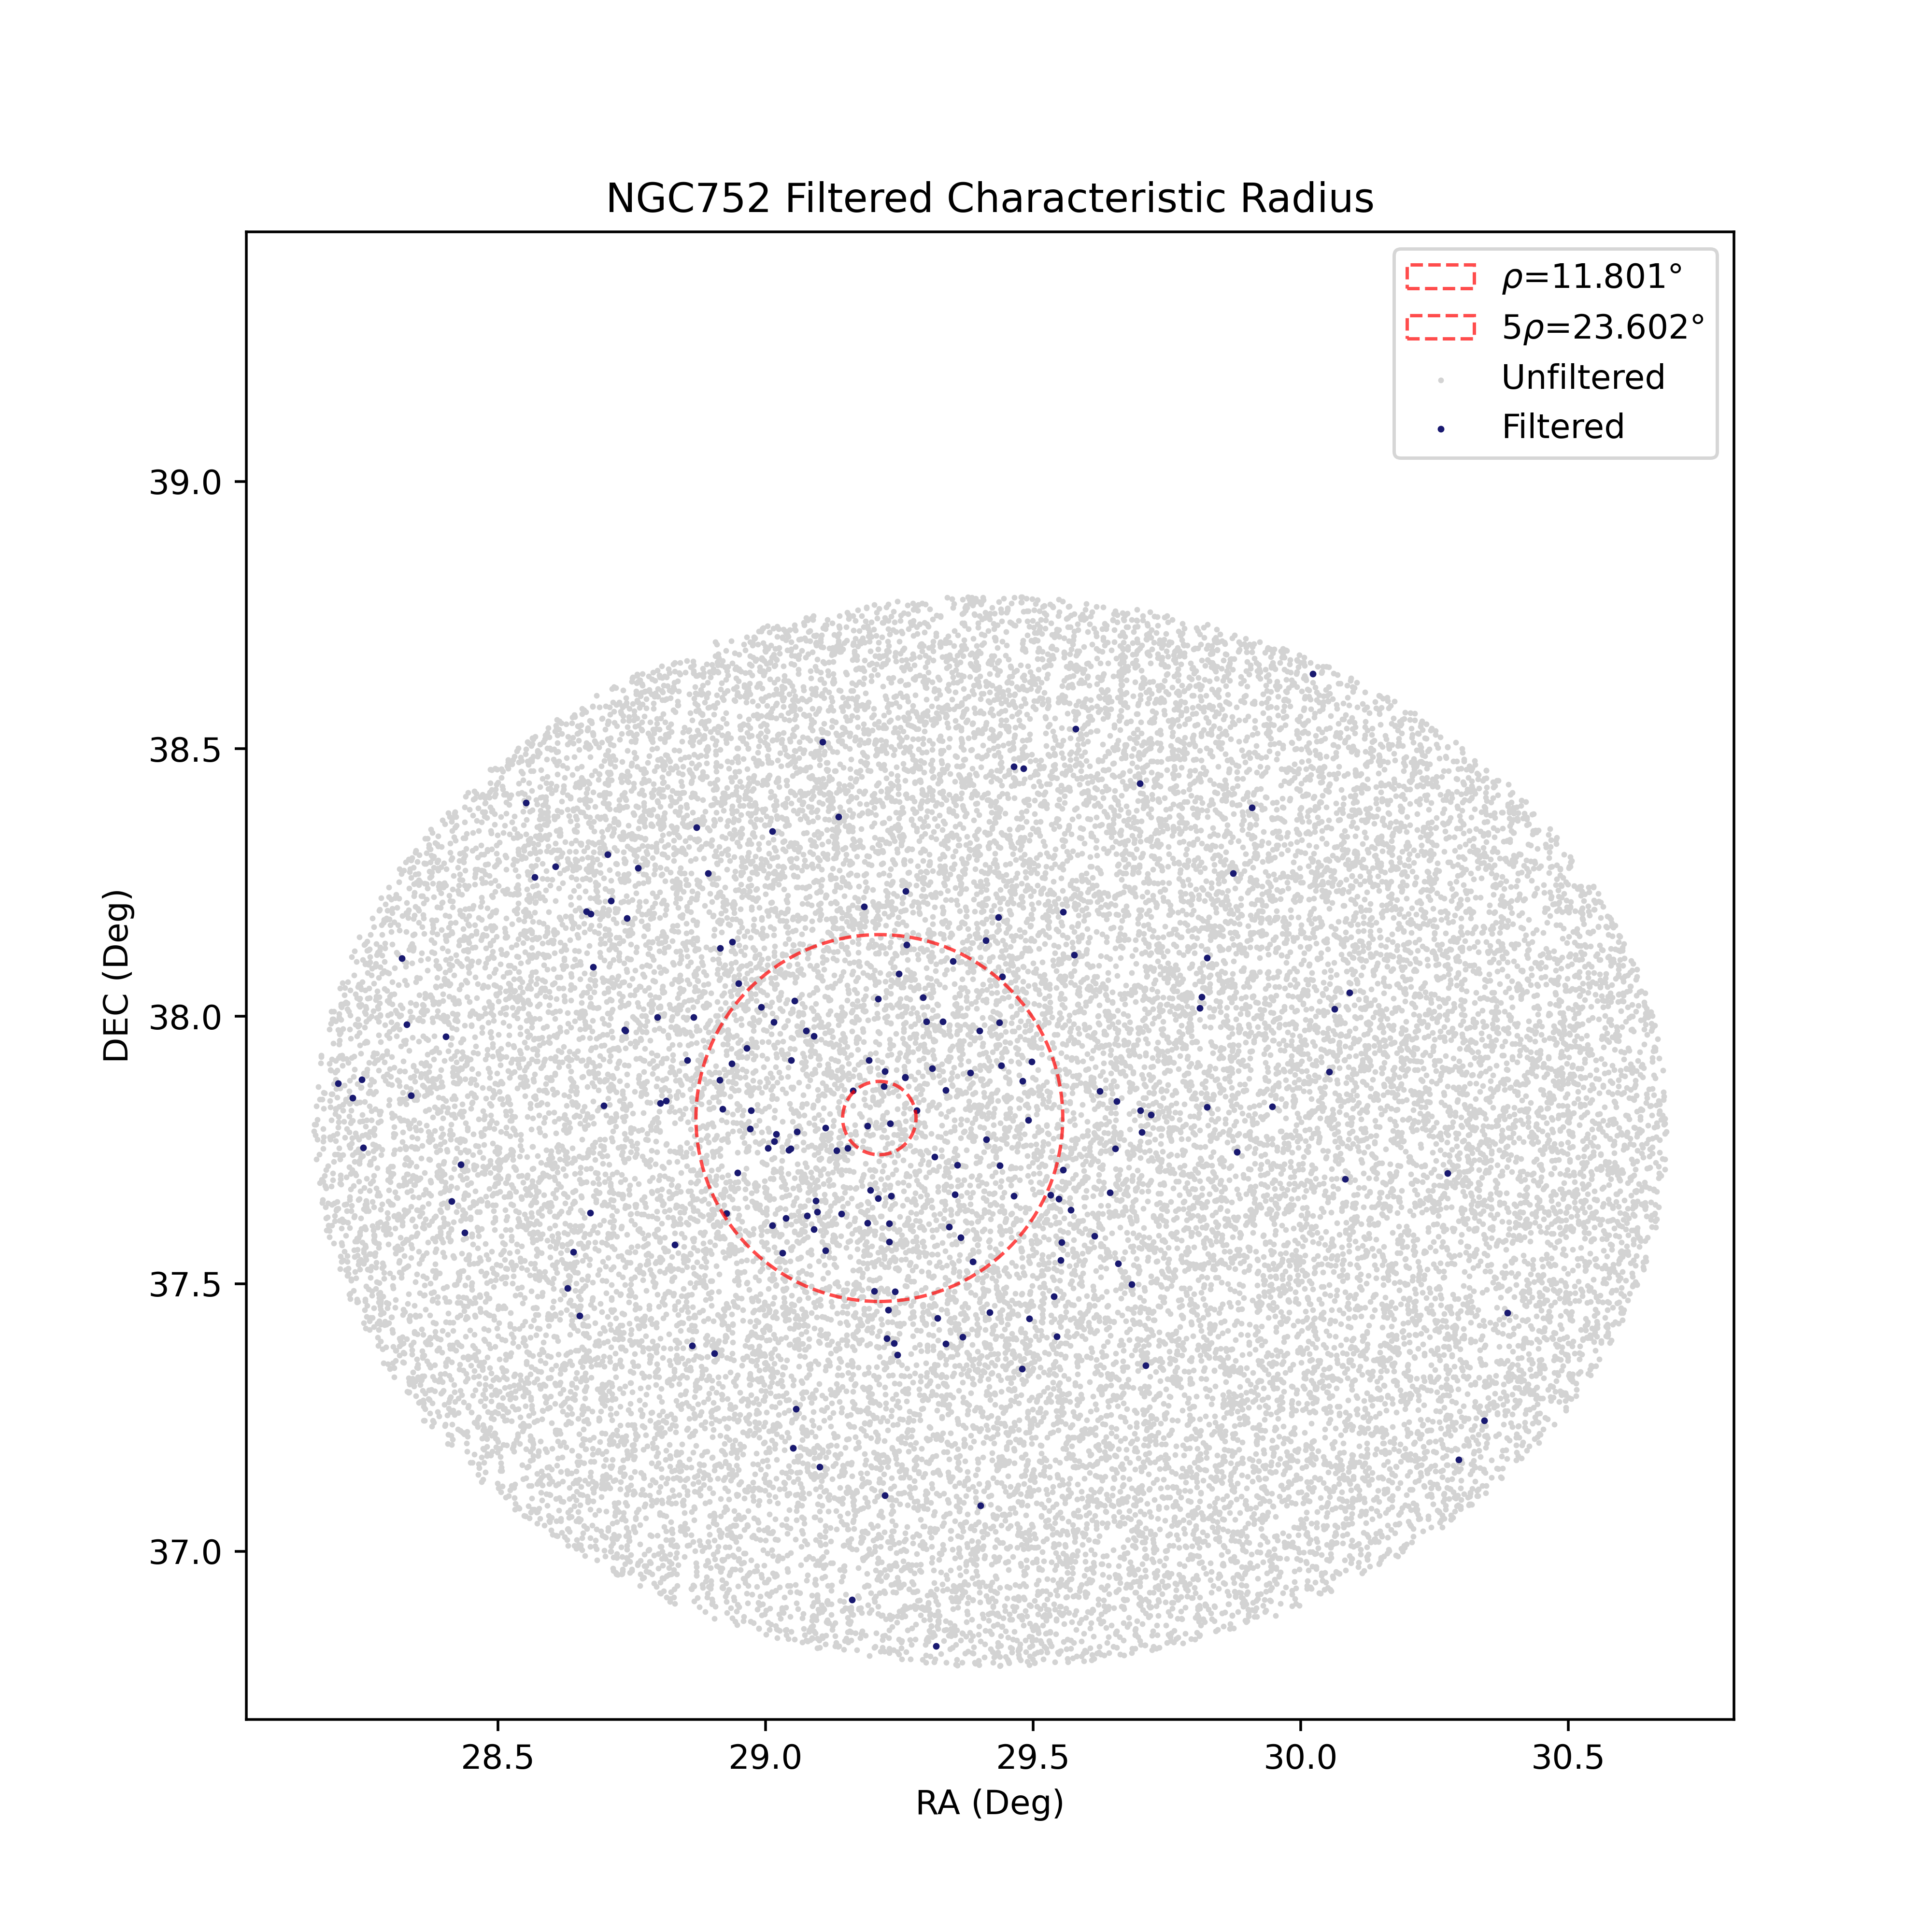 NGC752 Filtered Characteristic Radius
ρ=11.801°
5ρ=23.602°
Unfiltered
Filtered
39.0
38.5
38.0
37.5
37.0
DEC (Deg)
28.5 29.0 29.5 30.0 30.5
RA (Deg)